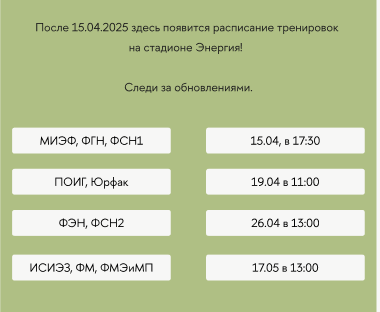 После 15.04.2025 здесь появится расписание тренировок
на стадионе Энергия!
Следи за обновлениями.
МИЭФ, ФГН, ФСН1 15.04, в 17:30
ПОИГ, Юрфак 19.04 в 11:00
ФЭН, ФСН2 26.04 в 13:00
ИСИЭЗ, ФМ, ФМЭиМП 17.05 в 13:00